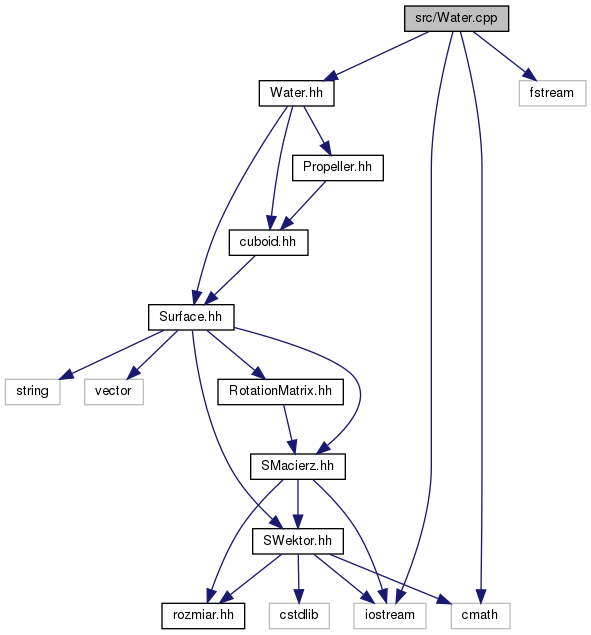 src/Water.cpp
Water.hh
fstream
Propeller.hh
cuboid.hh
Surface.hh
string
vector
RotationMatrix.hh
SMacierz.hh
SWektor.hh
rozmiar.hh
cstdlib
iostream
cmath